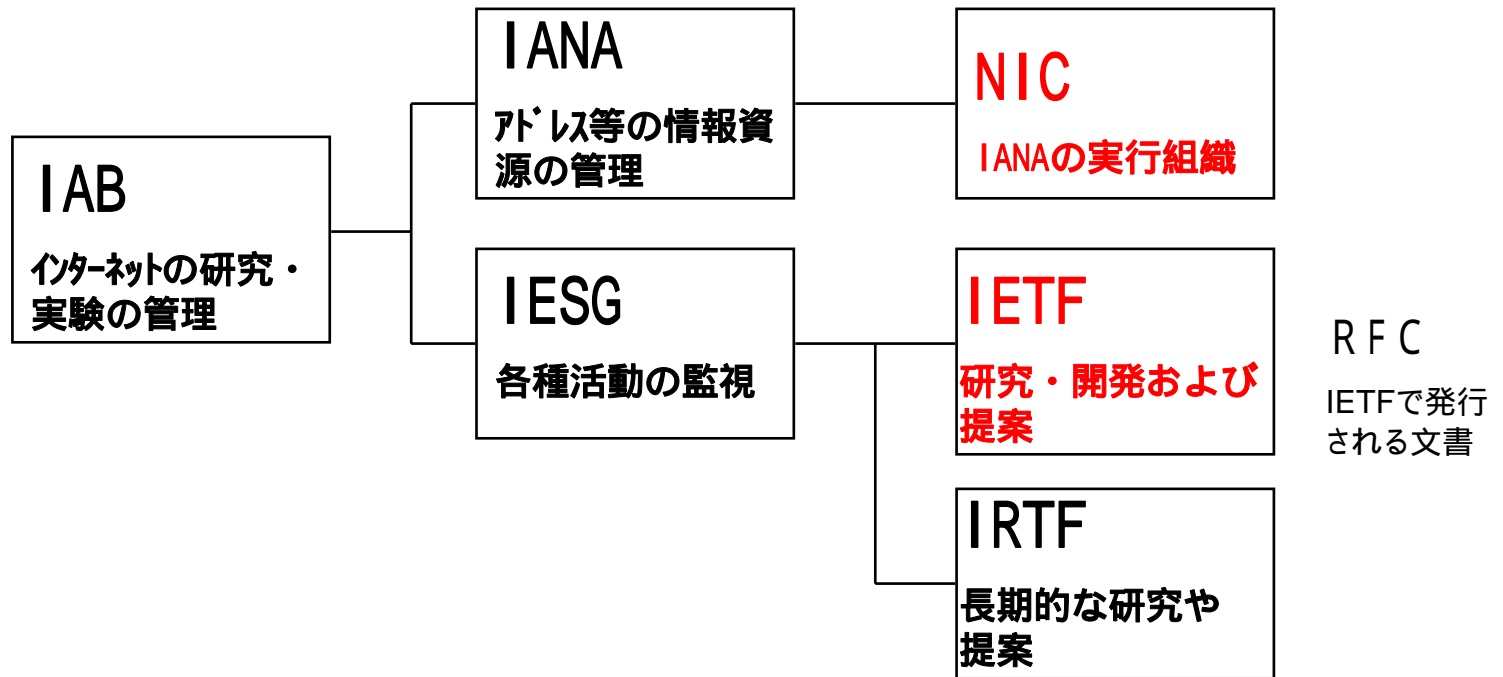 IAB
ｲﾝﾀｰﾈｯﾄの研究・
実験の管理
IANA
ｱﾄﾞﾚｽ等の情報資
源の管理
IESG
各種活動の監視
NIC
IANAの実行組織
IETF
研究・開発および
提案
IRTF
長期的な研究や
提案
ＲＦＣ
IETFで発行
される文書